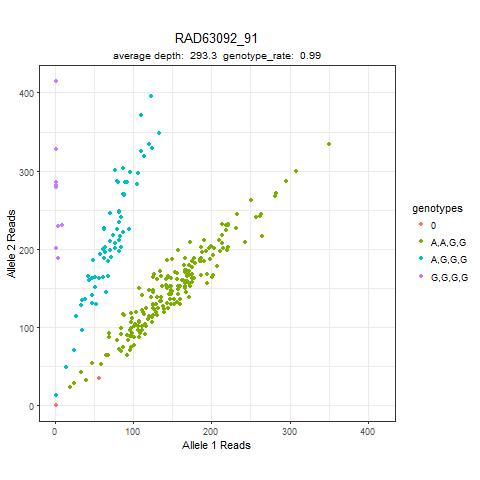 RAD63092_91
average depth: 293.3 genotype_rate: 0.99
400
300
200
100
0
Allele 2 Reads
0 100 200 300 400
Allele 1 Reads
genotypes
0
A,A,G,G
A,G,G,G
G,G,G,G